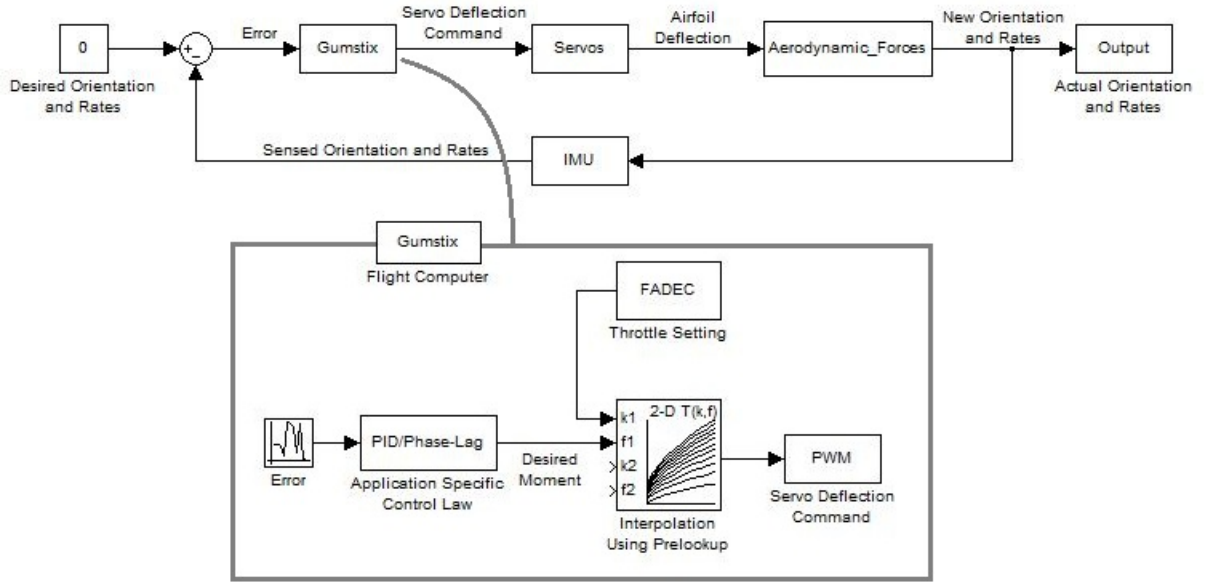 0
Desired Orientation
and Rates
+
−
Error
Gumstix
Servo Deflection
Command
Servos
Airfoil
Deflection
Aerodynamic_Forces
New Orientation
and Rates
Output
Actual Orientation
and Rates
Sensed Orientation and Rates
IMU
Gumstix
Flight Computer
FADEC
Throttle Setting
Error
PID/Phase-Lag
Application Specific
Control Law
Desired
Moment
k1
f1
k2
f2
2-D T(k,f)
Interpolation
Using Prelookup
PWM
Servo Deflection
Command